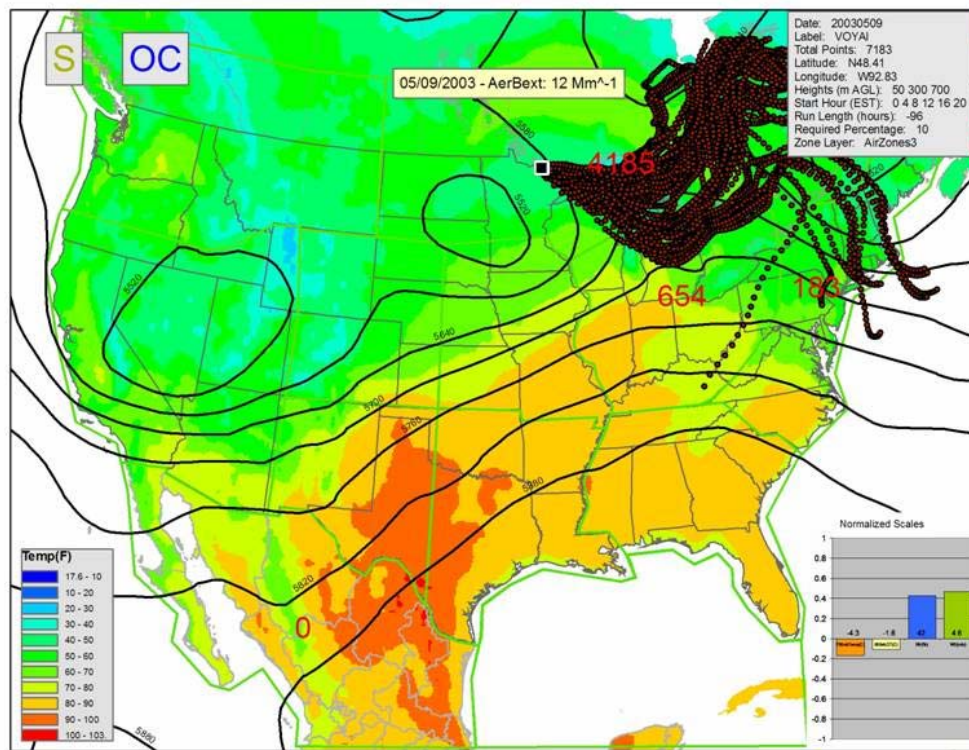 S OC
05/09/2003 - AerBext: 12 Mm^-1
Date: 20030509
Label: VOYAI
Total Points: 7183
Latitude: N48.41
Longitude: W92.83
Heights (m AGL): 50 300 700
Start Hour (EST): 0 4 8 12 16 20
Run Length (hours): -96
Required Percentage: 10
Zone Layer: AirZones3
5580
5520
4185
5520
654
183
5640
5700
5760
5880
5820
0
5880
Temp(F)
17.6 - 10
10 - 20
20 - 30
30 - 40
40 - 50
50 - 60
60 - 70
70 - 80
80 - 90
90 - 100
100 - 103.
Normalized Scales
1
0.8
0.6
0.4
0.2
0
-0.2
-0.4
-0.6
-0.8
-1
-4.3
-1.6
42
4.6